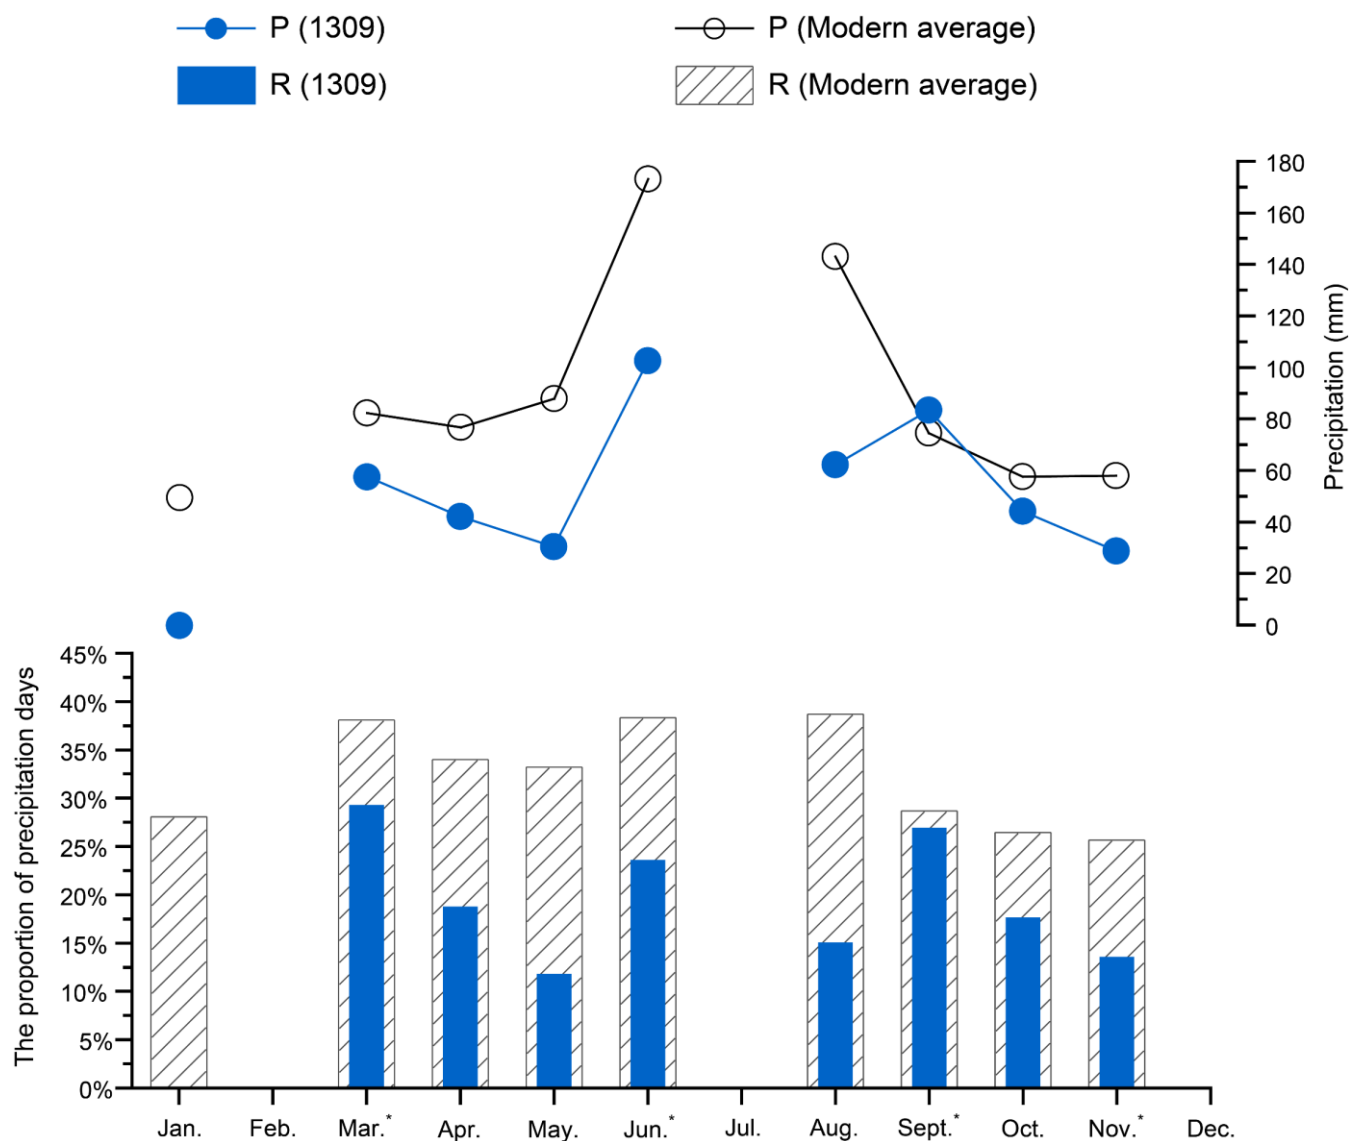 P (1309)
P (Modern average)
R (1309)
R (Modern average)
180
160
140
120
100
80
60
40
20
0
Precipitation (mm)
45%
40%
35%
30%
25%
20%
15%
10%
5%
0%
The proportion of precipitation days
Jan. Feb. Mar.* Apr. May. Jun.* Jul. Aug. Sept.* Oct. Nov.* Dec.